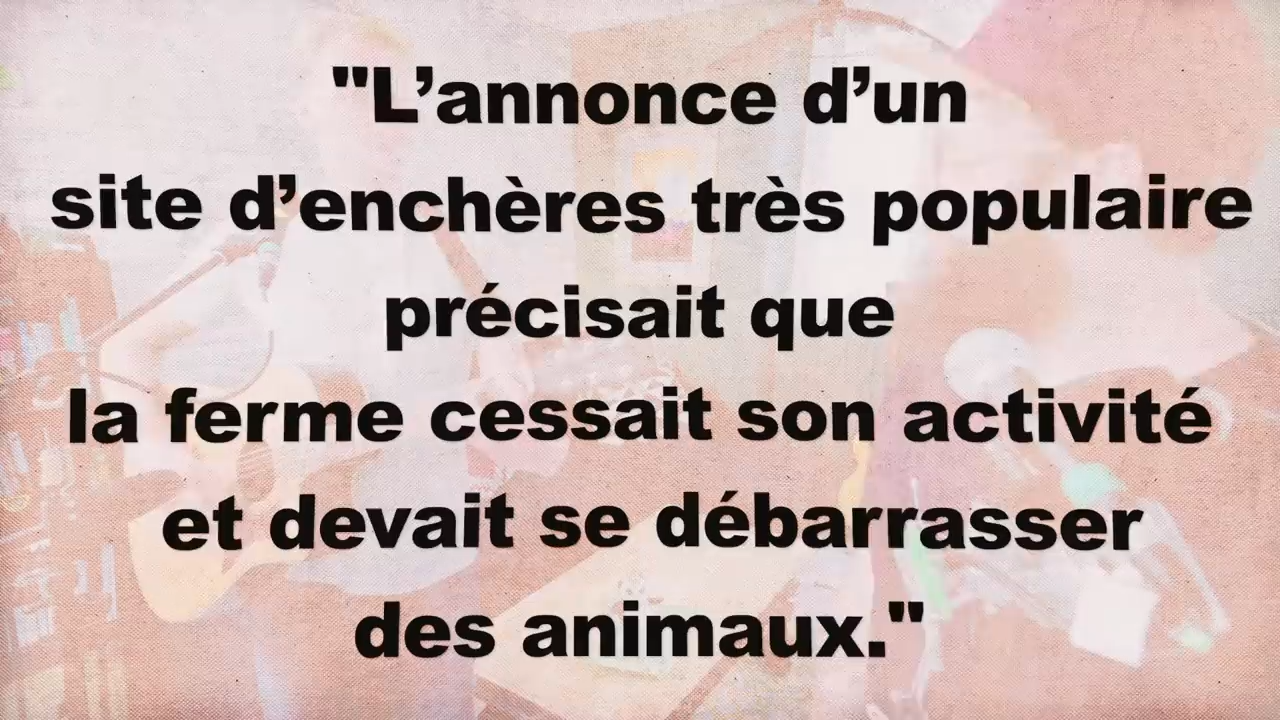 "L’annonce d’un
site d’enchères très populaire
précisait que
la ferme cessait son activité
et devait se débarrasser
des animaux."